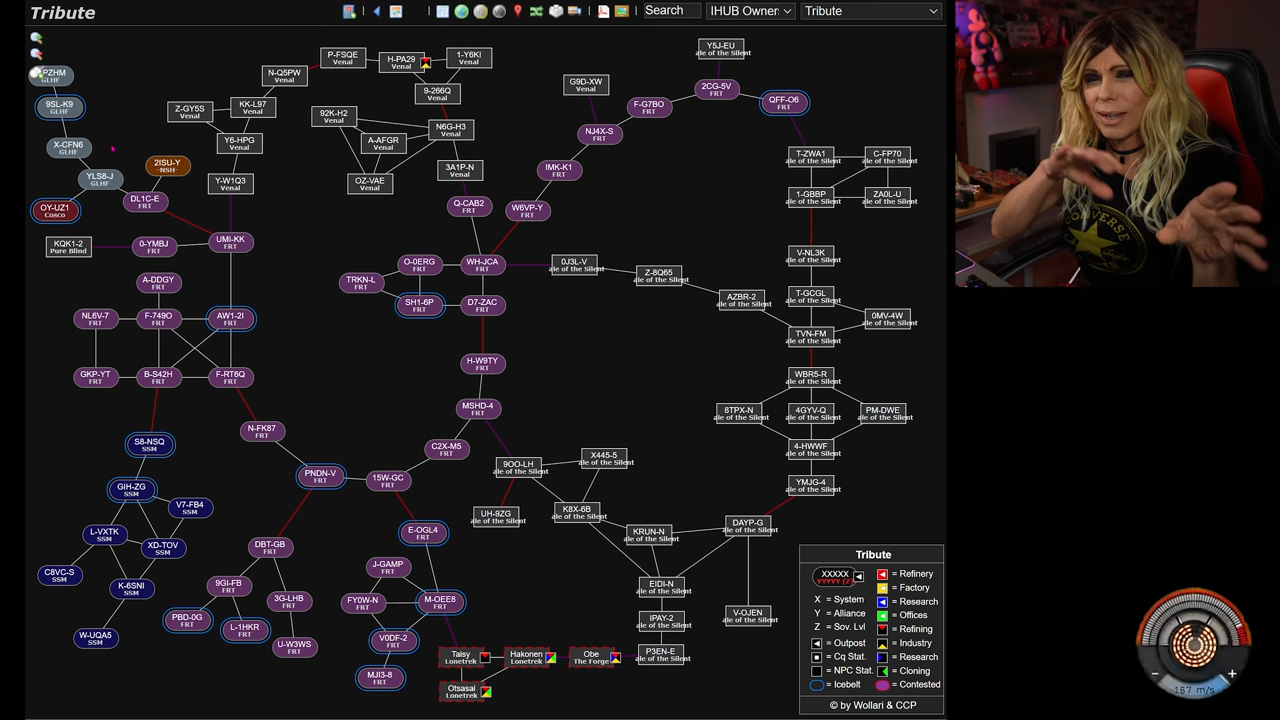 Tribute
Search
IHUB Owner
Tribute
PZHM
GLHF
9SL-K9
GLHF
X-CFN6
GLHF
YLS8-J
GLHF
2ISU-Y
-NSH-
OY-UZ1
Cosco
DL1C-E
FRT
KQK1-2
Pure Blind
0-YMBJ
FRT
UMI-KK
FRT
Z-GY5S
Venal
KK-L97
Venal
Y6-HPG
Venal
Y-W1Q3
Venal
N-Q5PW
Venal
P-FSQE
Venal
H-PA29
Venal
1-Y6KI
Venal
9-266Q
Venal
92K-H2
Venal
A-AFGR
Venal
N6G-H3
Venal
OZ-VAE
Venal
3A1P-N
Venal
Q-CAB2
FRT
W6VP-Y
FRT
IMK-K1
FRT
NJ4X-S
FRT
G9D-XW
Venal
F-G7BO
FRT
2CG-5V
FRT
Y5J-EU
ale of the Silent
QFF-O6
FRT
T-ZWA1
ale of the Silent
C-FP70
ale of the Silent
1-GBBP
ale of the Silent
ZA0L-U
ale of the Silent
V-NL3K
ale of the Silent
T-GCGL
ale of the Silent
0MV-4W
ale of the Silent
TVN-FM
ale of the Silent
O-0ERG
FRT
WH-JCA
FRT
0J3L-V
ale of the Silent
Z-8Q65
ale of the Silent
AZBR-2
ale of the Silent
TRKN-L
FRT
SH1-6P
FRT
D7-ZAC
FRT
A-DDGY
FRT
NL6V-7
FRT
F-749O
FRT
AW1-2I
FRT
GKP-YT
FRT
B-S42H
FRT
F-RT6Q
FRT
H-W9TY
FRT
MSHD-4
FRT
C2X-M5
FRT
N-FK87
FRT
PNDN-V
FRT
15W-GC
FRT
WBR5-R
ale of the Silent
8TPX-N
ale of the Silent
4GYV-Q
ale of the Silent
PM-DWE
ale of the Silent
4-HWWF
ale of the Silent
YMJG-4
ale of the Silent
S8-NSQ
SSM
GIH-ZG
SSM
V7-FB4
SSM
L-VXTK
SSM
XD-TOV
SSM
C8VC-S
SSM
K-6SNI
SSM
W-UQA5
SSM
9OO-LH
ale of the Silent
X445-5
ale of the Silent
UH-9ZG
ale of the Silent
K8X-6B
ale of the Silent
KRUN-N
ale of the Silent
DAYP-G
ale of the Silent
E-OGL4
FRT
DBT-GB
FRT
9GI-FB
FRT
3G-LHB
FRT
PBD-0G
FRT
L-1HKR
FRT
U-W3WS
FRT
J-GAMP
FRT
FY0W-N
FRT
M-OEE8
FRT
V0DF-2
FRT
MJI3-8
FRT
EIDI-N
ale of the Silent
V-OJEN
ale of the Silent
IPAY-2
ale of the Silent
P3EN-E
ale of the Silent
Taisy
Lonetrek
Hakonen
Lonetrek
Obe
The Forge
Otsasai
Lonetrek
Tribute
XXXXX
YYYYY (Z)
X = System
Y = Alliance
Z = Sov. Lvl
= Outpost
= Cq Stat.
= NPC Stat.
= Icebelt
= Refinery
= Factory
= Research
= Offices
= Refining
= Industry
= Research
= Cloning
= Contested
© by Wollari & CCP
CONVERSE
187 m/s